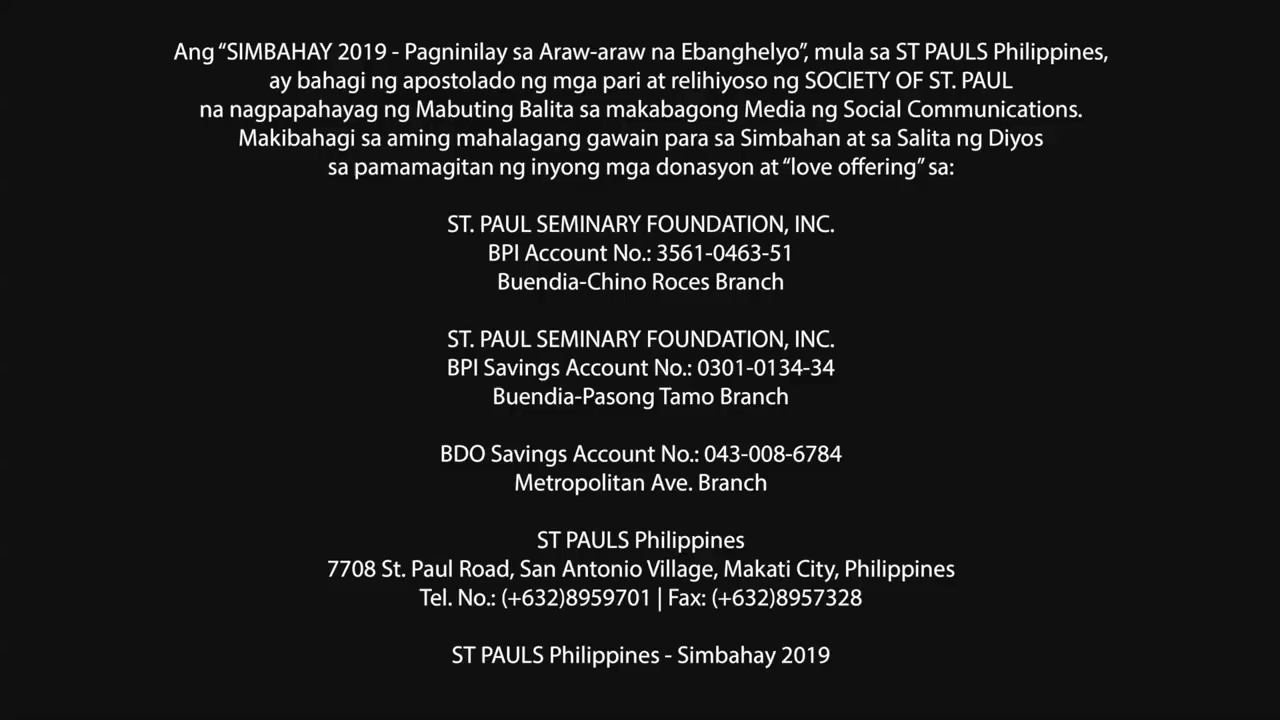 Ang “SIMBAHAY 2019 - Pagninilay sa Araw-araw na Ebanghelyo”, mula sa ST PAULS Philippines,
ay bahagi ng apostolado ng mga pari at relihiyoso ng SOCIETY OF ST. PAUL
na nagpapahayag ng Mabuting Balita sa makabagong Media ng Social Communications.
Makibahagi sa aming mahalagang gawain para sa Simbahan at sa Salita ng Diyos
sa pamamagitan ng inyong mga donasyon at “love offering” sa:
ST. PAUL SEMINARY FOUNDATION, INC.
BPI Account No.: 3561-0463-51
Buendia-Chino Roces Branch
ST. PAUL SEMINARY FOUNDATION, INC.
BPI Savings Account No.: 0301-0134-34
Buendia-Pasong Tamo Branch
BDO Savings Account No.: 043-008-6784
Metropolitan Ave. Branch
ST PAULS Philippines
7708 St. Paul Road, San Antonio Village, Makati City, Philippines
Tel. No.: (+632)8959701 | Fax: (+632)8957328
ST PAULS Philippines - Simbahay 2019